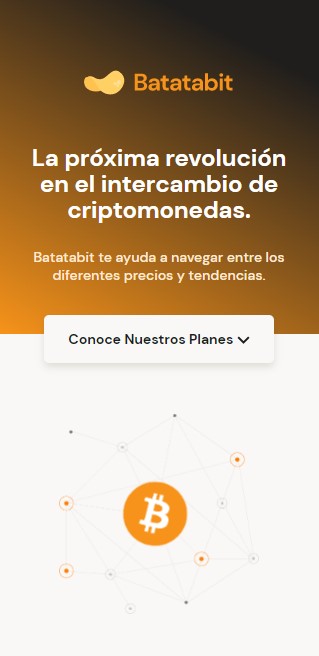 Batatabit
La próxima revolución
en el intercambio de
criptomonedas.
Batatabit te ayuda a navegar entre los
diferentes precios y tendencias.
Conoce Nuestros Planes